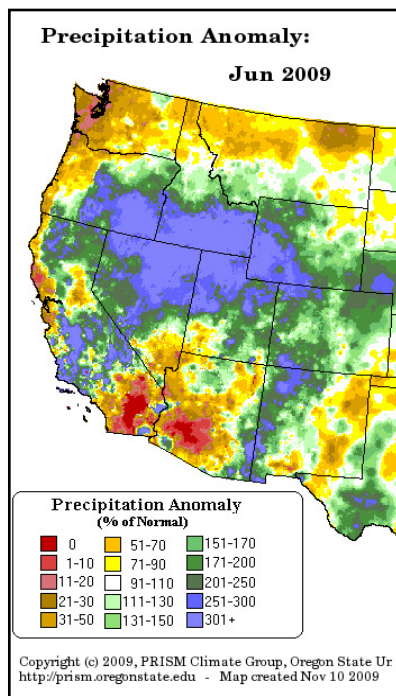 Precipitation Anomaly:
Jun 2009
Precipitation Anomaly
(% of Normal)
0
1-10
11-20
21-30
31-50
51-70
71-90
91-110
111-130
131-150
151-170
171-200
201-250
251-300
301+
Copyright (c) 2009, PRISM Climate Group, Oregon State Ur
http://prism.oregonstate.edu - Map created Nov 10 2009